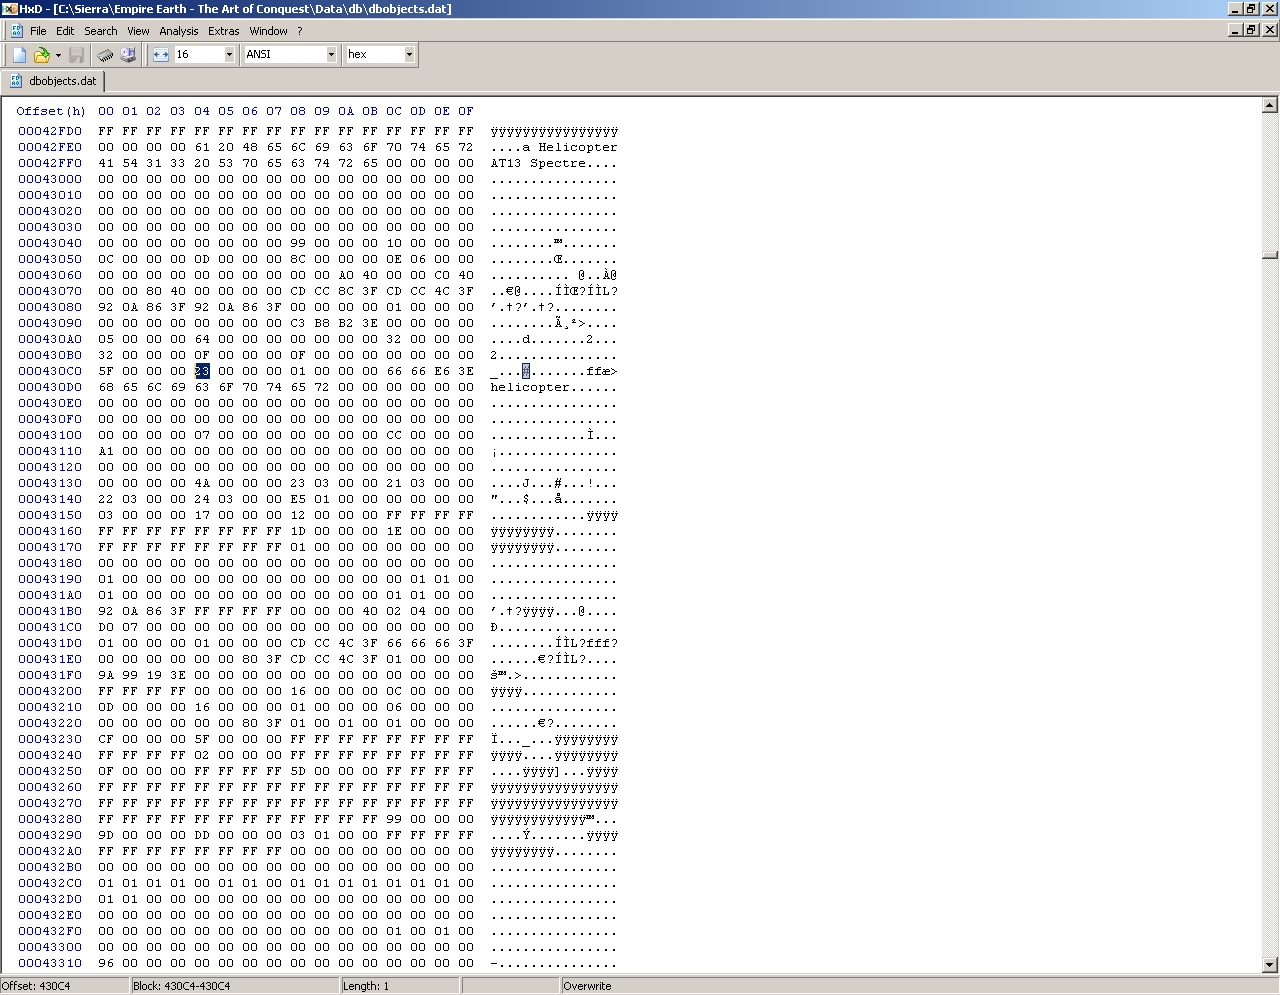 HxD - [C:\Sierra\Empire Earth - The Art of Conquest\Data\db\dbobjects.dat]
File Edit Search View Analysis Extras Window ?
16 ANSI hex
dbobjects.dat
Offset(h) 00 01 02 03 04 05 06 07 08 09 0A 0B 0C 0D 0E 0F
00042FD0 FF FF FF FF FF FF FF FF FF FF FF FF FF FF FF FF ÿÿÿÿÿÿÿÿÿÿÿÿÿÿÿÿ
00042FE0 00 00 00 00 61 20 48 65 6C 69 63 6F 70 74 65 72 ....a Helicopter
00042FF0 41 54 31 33 20 53 70 65 63 74 72 65 00 00 00 00 AT13 Spectre....
00043000 00 00 00 00 00 00 00 00 00 00 00 00 00 00 00 00 ................
00043010 00 00 00 00 00 00 00 00 00 00 00 00 00 00 00 00 ................
00043020 00 00 00 00 00 00 00 00 00 00 00 00 00 00 00 00 ................
00043030 00 00 00 00 00 00 00 00 00 00 00 00 00 00 00 00 ................
00043040 00 00 00 00 00 00 00 00 99 00 00 00 10 00 00 00 ........™.......
00043050 0C 00 00 00 0D 00 00 00 8C 00 00 00 0E 06 00 00 ........Œ.......
00043060 00 00 00 00 00 00 00 00 00 00 A0 40 00 00 C0 40 .......... @..À@
00043070 00 00 80 40 00 00 00 00 CD CC 8C 3F CD CC 4C 3F ..€@....ÍÌŒ?ÍÌL?
00043080 92 0A 86 3F 92 0A 86 3F 00 00 00 00 01 00 00 00 ’.†?’.†?........
00043090 00 00 00 00 00 00 00 00 C3 B8 B2 3E 00 00 00 00 ........Ã¸²>....
000430A0 05 00 00 00 64 00 00 00 00 00 00 00 32 00 00 00 ....d.......2...
000430B0 32 00 00 00 0F 00 00 00 0F 00 00 00 00 00 00 00 2...............
000430C0 5F 00 00 00 23 00 00 00 01 00 00 00 66 66 E6 3E _...#.......ffæ>
000430D0 68 65 6C 69 63 6F 70 74 65 72 00 00 00 00 00 00 helicopter......
000430E0 00 00 00 00 00 00 00 00 00 00 00 00 00 00 00 00 ................
000430F0 00 00 00 00 00 00 00 00 00 00 00 00 00 00 00 00 ................
00043100 00 00 00 00 07 00 00 00 00 00 00 00 CC 00 00 00 ............Ì...
00043110 A1 00 00 00 00 00 00 00 00 00 00 00 00 00 00 00 ¡...............
00043120 00 00 00 00 00 00 00 00 00 00 00 00 00 00 00 00 ................
00043130 00 00 00 00 4A 00 00 00 23 03 00 00 21 03 00 00 ....J...#...!...
00043140 22 03 00 00 24 03 00 00 E5 01 00 00 00 00 00 00 "...$...å.......
00043150 03 00 00 00 17 00 00 00 12 00 00 00 FF FF FF FF ............ÿÿÿÿ
00043160 FF FF FF FF FF FF FF FF 1D 00 00 00 1E 00 00 00 ÿÿÿÿÿÿÿÿ........
00043170 FF FF FF FF FF FF FF FF 01 00 00 00 00 00 00 00 ÿÿÿÿÿÿÿÿ........
00043180 00 00 00 00 00 00 00 00 00 00 00 00 00 00 00 00 ................
00043190 01 00 00 00 00 00 00 00 00 00 00 00 00 01 01 00 ................
000431A0 01 00 00 00 00 00 00 00 00 00 00 00 01 01 00 00 ................
000431B0 92 0A 86 3F FF FF FF FF 00 00 00 40 02 04 00 00 ’.†?ÿÿÿÿ...@....
000431C0 D0 07 00 00 00 00 00 00 00 00 00 00 00 00 00 00 Ð...............
000431D0 01 00 00 00 01 00 00 00 CD CC 4C 3F 66 66 66 3F ........ÍÌL?fff?
000431E0 00 00 00 00 00 00 80 3F CD CC 4C 3F 01 00 00 00 ......€?ÍÌL?....
000431F0 9A 99 19 3E 00 00 00 00 00 00 00 00 00 00 00 00 š™.>............
00043200 FF FF FF FF 00 00 00 00 16 00 00 00 0C 00 00 00 ÿÿÿÿ............
00043210 0D 00 00 00 16 00 00 00 01 00 00 00 06 00 00 00 ................
00043220 00 00 00 00 00 00 80 3F 01 00 01 00 01 00 00 00 ......€?........
00043230 CF 00 00 00 5F 00 00 00 FF FF FF FF FF FF FF FF Ï..._...ÿÿÿÿÿÿÿÿ
00043240 FF FF FF FF 02 00 00 00 FF FF FF FF FF FF FF FF ÿÿÿÿ....ÿÿÿÿÿÿÿÿ
00043250 0F 00 00 00 FF FF FF FF 5D 00 00 00 FF FF FF FF ....ÿÿÿÿ]...ÿÿÿÿ
00043260 FF FF FF FF FF FF FF FF FF FF FF FF FF FF FF FF ÿÿÿÿÿÿÿÿÿÿÿÿÿÿÿÿ
00043270 FF FF FF FF FF FF FF FF FF FF FF FF FF FF FF FF ÿÿÿÿÿÿÿÿÿÿÿÿÿÿÿÿ
00043280 FF FF FF FF FF FF FF FF FF FF FF FF 99 00 00 00 ÿÿÿÿÿÿÿÿÿÿÿÿ™...
00043290 9D 00 00 00 DD 00 00 00 03 01 00 00 FF FF FF FF ....Ý.......ÿÿÿÿ
000432A0 FF FF FF FF FF FF FF FF 00 00 00 00 00 00 00 00 ÿÿÿÿÿÿÿÿ........
000432B0 00 00 00 00 00 00 00 00 00 00 00 00 00 00 00 00 ................
000432C0 01 01 01 01 00 01 01 00 01 01 01 01 01 01 01 00 ................
000432D0 01 01 00 00 00 00 00 00 00 00 00 00 00 00 00 00 ................
000432E0 00 00 00 00 00 00 00 00 00 00 00 00 00 00 00 00 ................
000432F0 00 00 00 00 00 00 00 00 00 00 00 00 01 00 01 00 ................
00043300 00 00 00 00 00 00 00 00 00 00 00 00 00 00 00 00 ................
00043310 96 00 00 00 00 00 00 00 00 00 00 00 00 00 00 00 –...............
Offset: 430C4 Block: 430C4-430C4 Length: 1 Overwrite